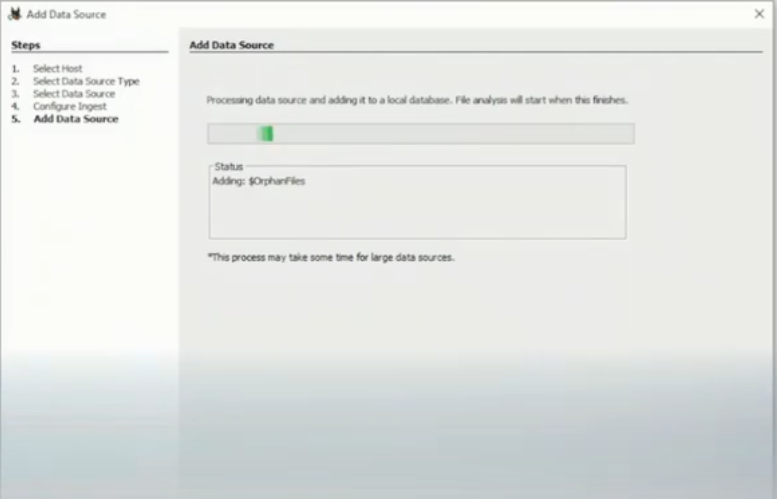 Add Data Source
Steps
1. Select Host
2. Select Data Source Type
3. Select Data Source
4. Configure Ingest
5. Add Data Source
Add Data Source
Processing data source and adding it to a local database. File analysis will start when this finishes.
Status
Adding: $OrphanFiles
*This process may take some time for large data sources.